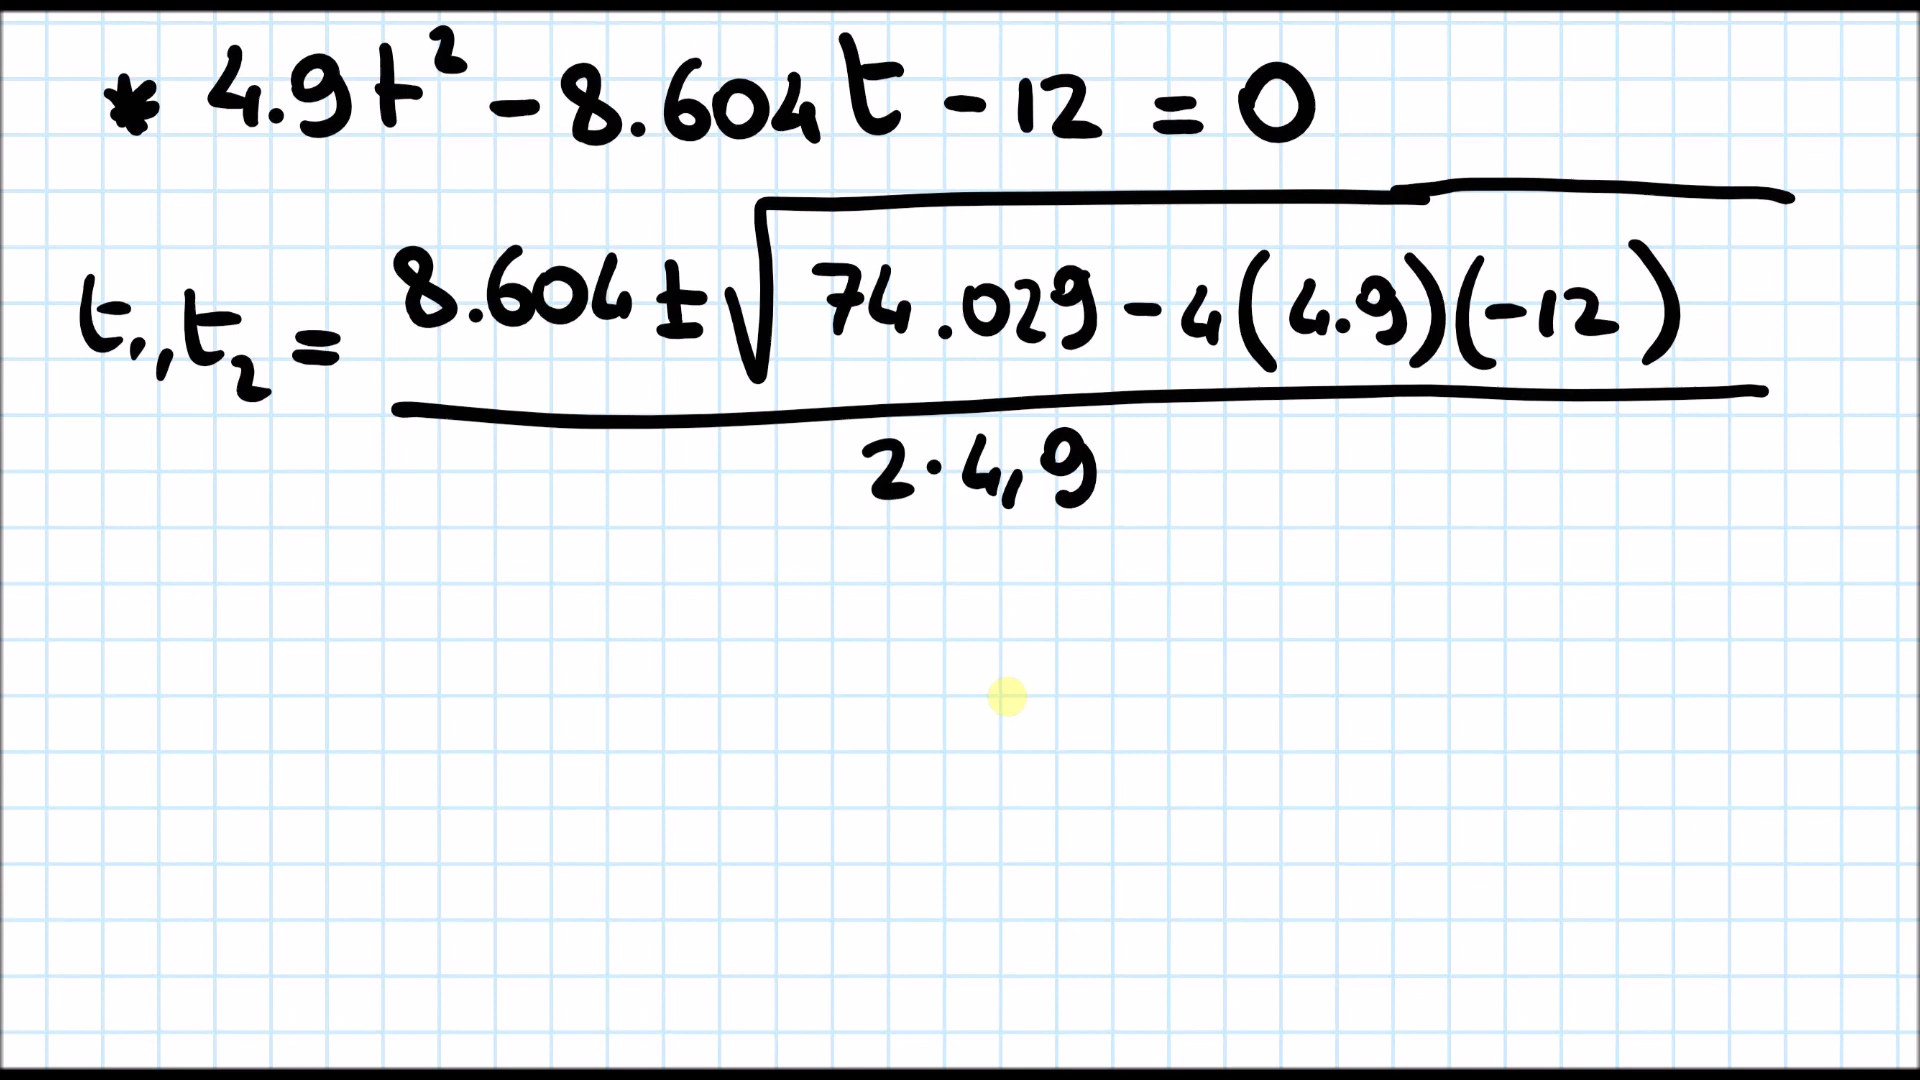 * 4.9t² - 8.604t - 12 = 0
t₁,t₂ = 8.604 ± √74.029 - 4(4.9)(-12)
2·4,9